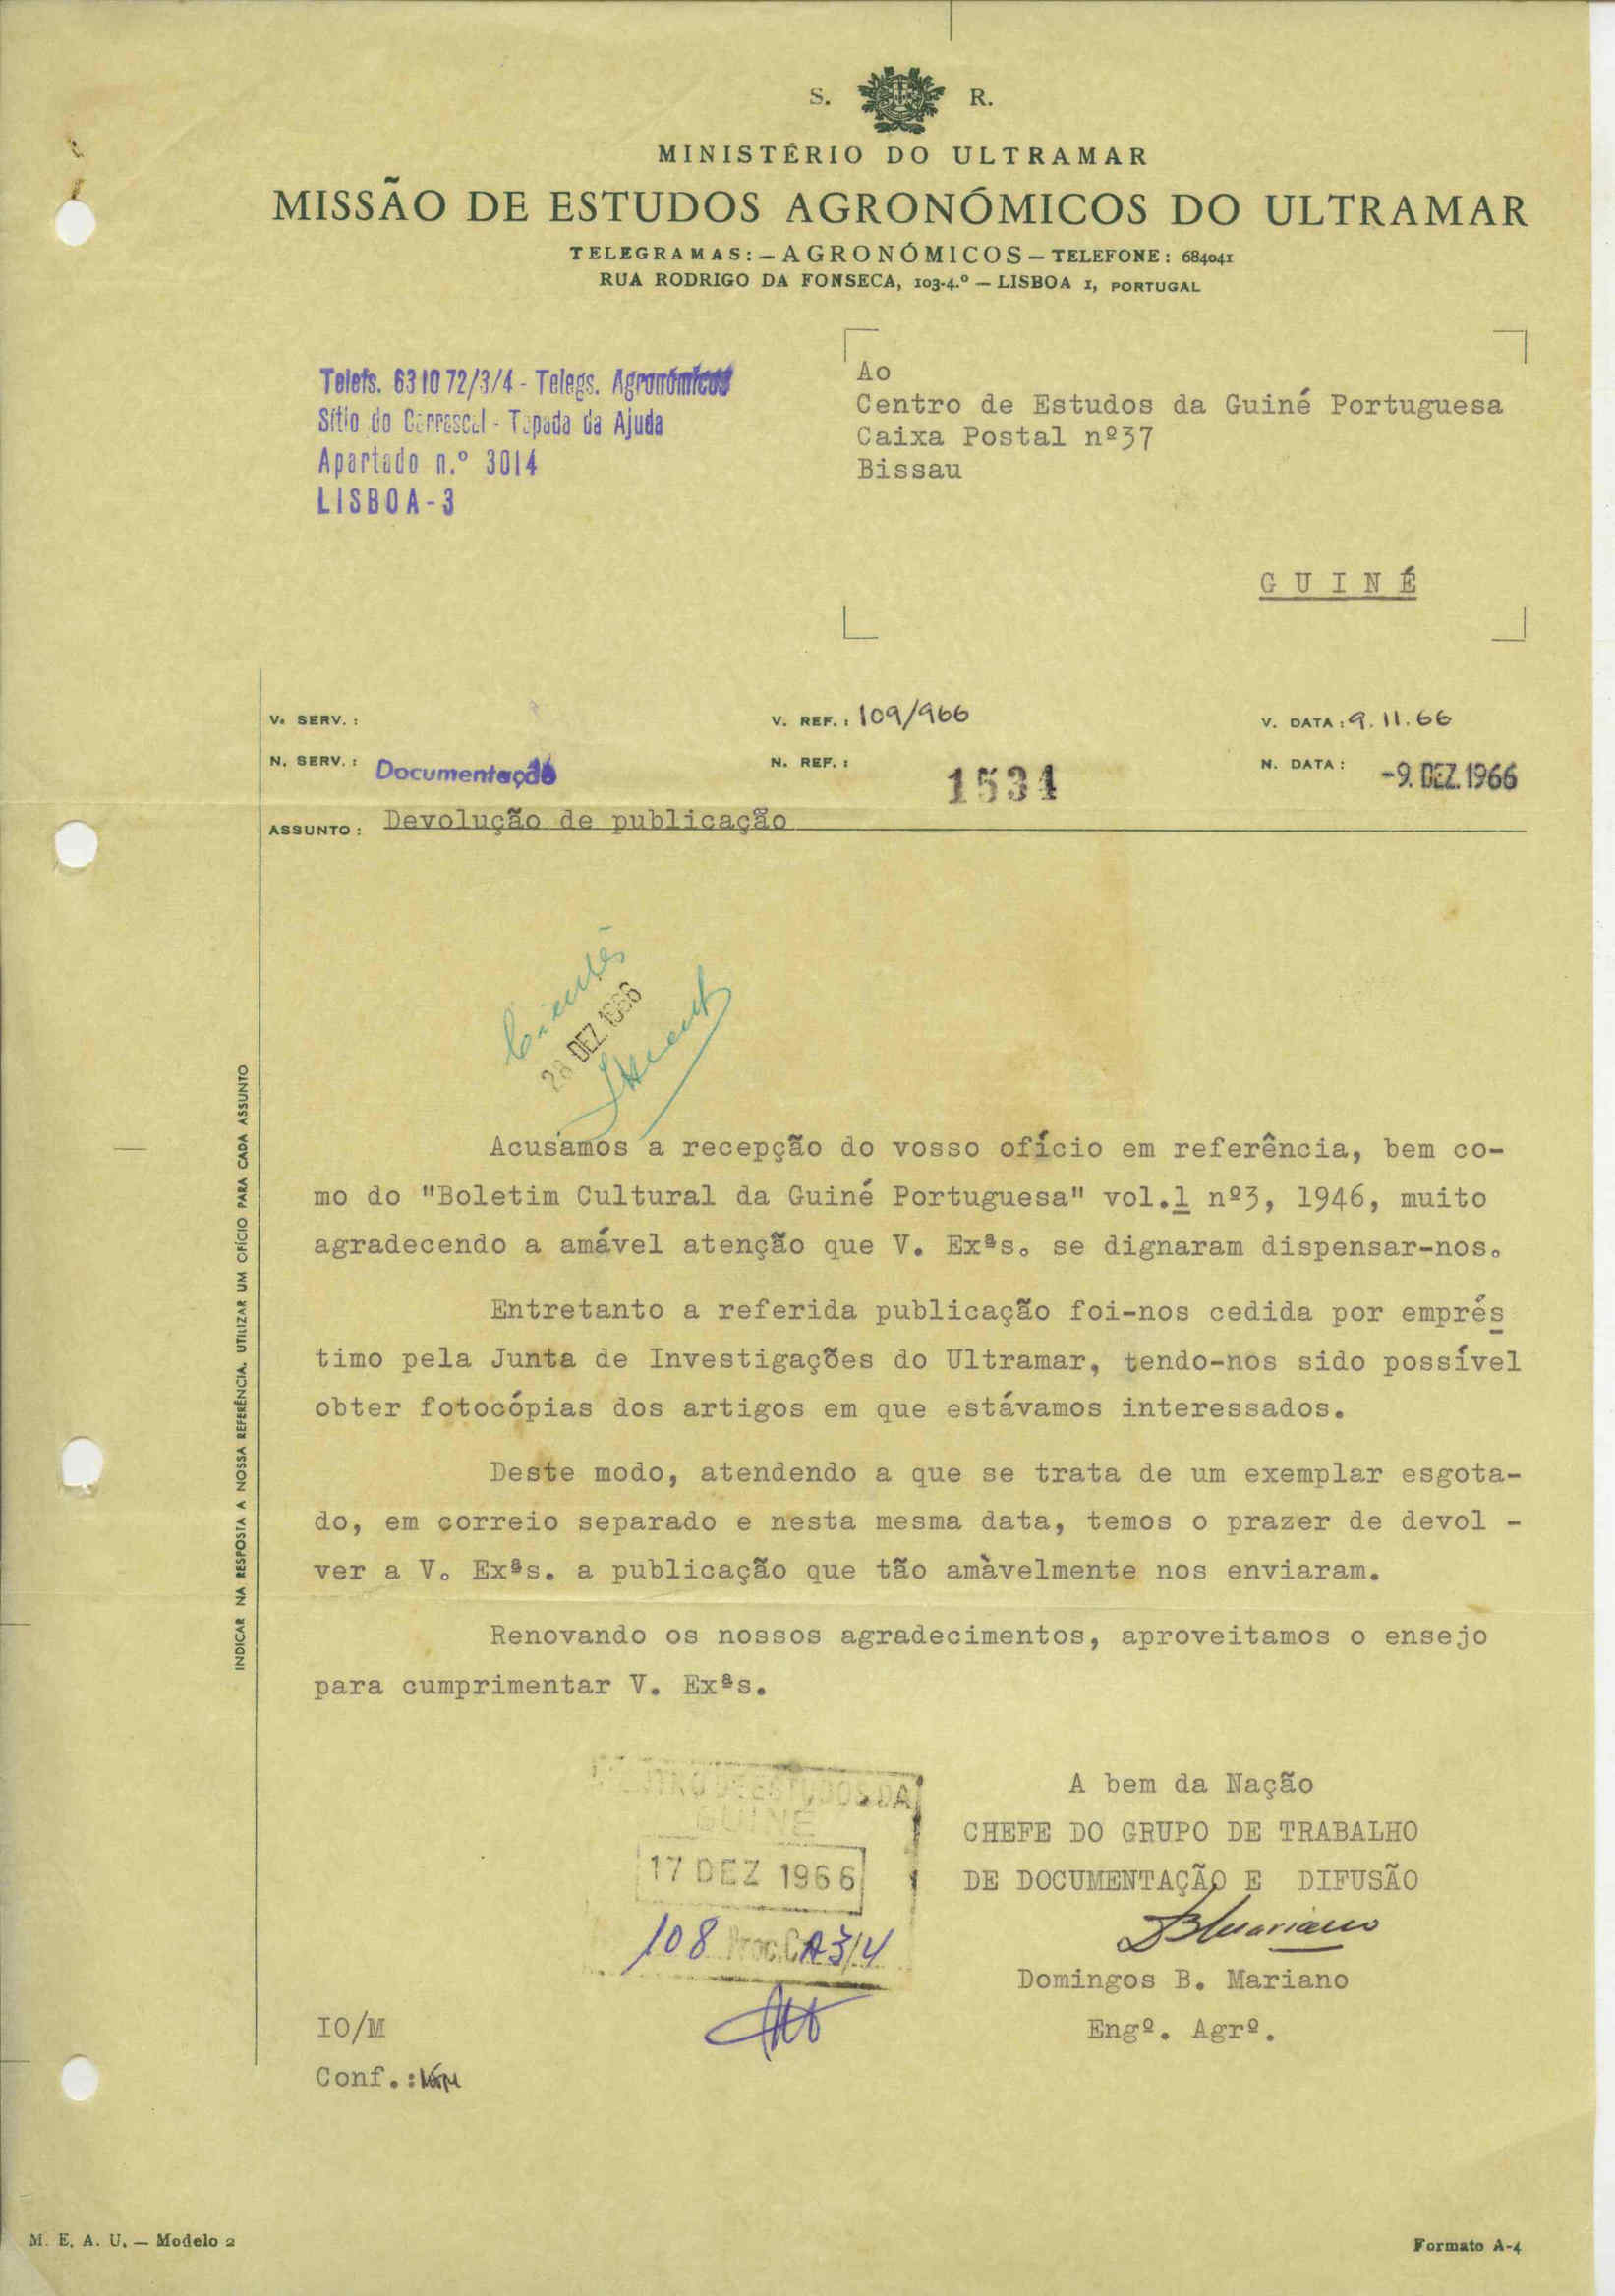 S. R.
MINISTÉRIO DO ULTRAMAR
MISSÃO DE ESTUDOS AGRONÓMICOS DO ULTRAMAR
TELEGRAMAS: — AGRONÓMICOS — TELEFONE: 684041
RUA RODRIGO DA FONSECA, 103-4.º — LISBOA 1, PORTUGAL
Telefs. 631072/3/4 - Telegs. Agronómicos
Sítio do Carrascal - Tapada da Ajuda
Apartado n.º 3014
LISBOA-3
Ao
Centro de Estudos da Guiné Portuguesa
Caixa Postal nº37
Bissau
G U I N É
V. SERV.:
V. REF.: 109/966
V. DATA: 9.11.66
N. SERV.: Documentação
N. REF.: 1534
N. DATA: -9. DEZ. 1966
ASSUNTO: Devolução de publicação
28 DEZ. 1966
Acusamos a recepção do vosso ofício em referência, bem co-
mo do "Boletim Cultural da Guiné Portuguesa" vol.1 nº3, 1946, muito
agradecendo a amável atenção que V. Exªs. se dignaram dispensar-nos.
Entretanto a referida publicação foi-nos cedida por emprés
timo pela Junta de Investigações do Ultramar, tendo-nos sido possível
obter fotocópias dos artigos em que estávamos interessados.
Deste modo, atendendo a que se trata de um exemplar esgota-
do, em correio separado e nesta mesma data, temos o prazer de devol -
ver a V. Exªs. a publicação que tão amàvelmente nos enviaram.
Renovando os nossos agradecimentos, aproveitamos o ensejo
para cumprimentar V. Exªs.
INDICAR NA RESPOSTA A NOSSA REFERÊNCIA. UTILIZAR UM OFÍCIO PARA CADA ASSUNTO
CENTRO DE ESTUDOS DA
GUINÉ
17 DEZ 1966
108 Proc. CA 3/4
A bem da Nação
CHEFE DO GRUPO DE TRABALHO
DE DOCUMENTAÇÃO E DIFUSÃO
Domingos B. Mariano
Engº. Agrº.
IO/M
Conf.:
M. E. A. U. — Modelo 2
Formato A-4